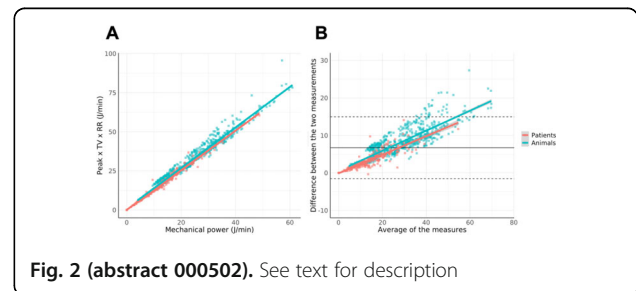 A
B
Peak x TV x RR (J/min)
100
75
50
25
0
0
20
40
60
Mechanical power (J/min)
Difference between the two measurements
30
20
10
0
-10
0
20
40
60
80
Average of the measures
Patients
Animals
Fig. 2 (abstract 000502). See text for description